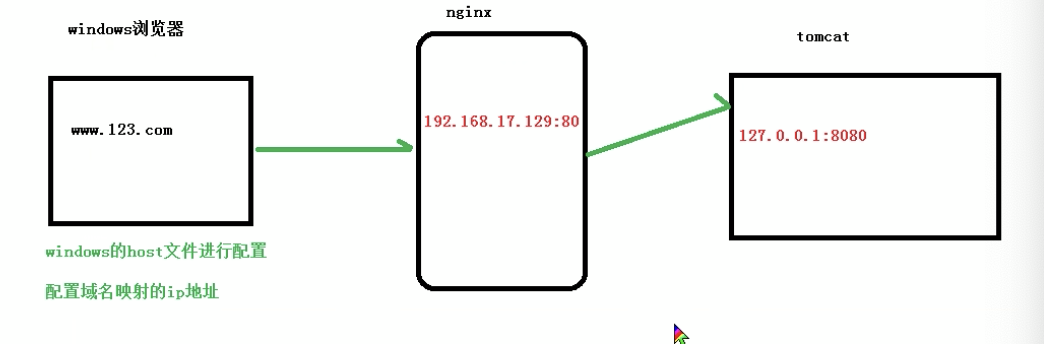 windows浏览器
nginx
tomcat
www.123.com
192.168.17.129:80
127.0.0.1:8080
windows的host文件进行配置
配置域名映射的ip地址